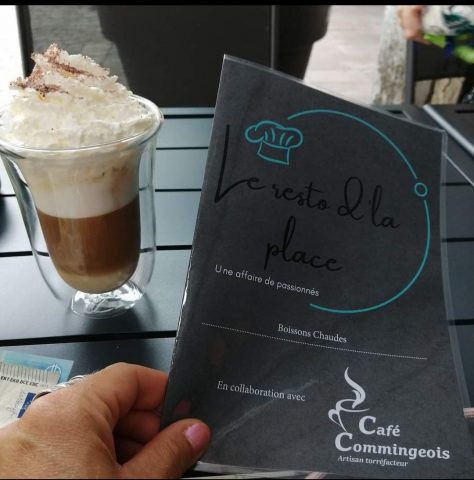 Le resto d'la
place
Une affaire de passionnés
Boissons Chaudes
En collaboration avec
Café
Commingeois
Artisan torréfacteur